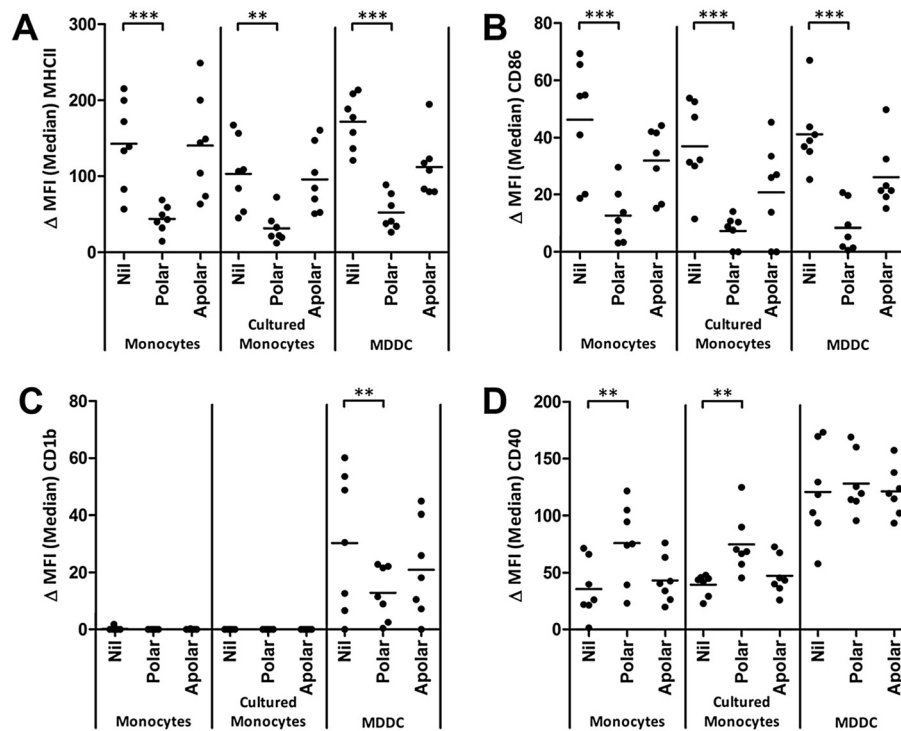 A
Δ MFI (Median) MHCII
300
200
100
0
*** ** ***
Nil Polar Apolar Nil Polar Apolar Nil Polar Apolar
Monocytes Cultured Monocytes MDDC
B
Δ MFI (Median) CD86
80
60
40
20
0
*** *** ***
Nil Polar Apolar Nil Polar Apolar Nil Polar Apolar
Monocytes Cultured Monocytes MDDC
C
Δ MFI (Median) CD1b
80
60
40
20
0
**
Nil Polar Apolar Nil Polar Apolar Nil Polar Apolar
Monocytes Cultured Monocytes MDDC
D
Δ MFI (Median) CD40
200
150
100
50
0
** **
Nil Polar Apolar Nil Polar Apolar Nil Polar Apolar
Monocytes Cultured Monocytes MDDC